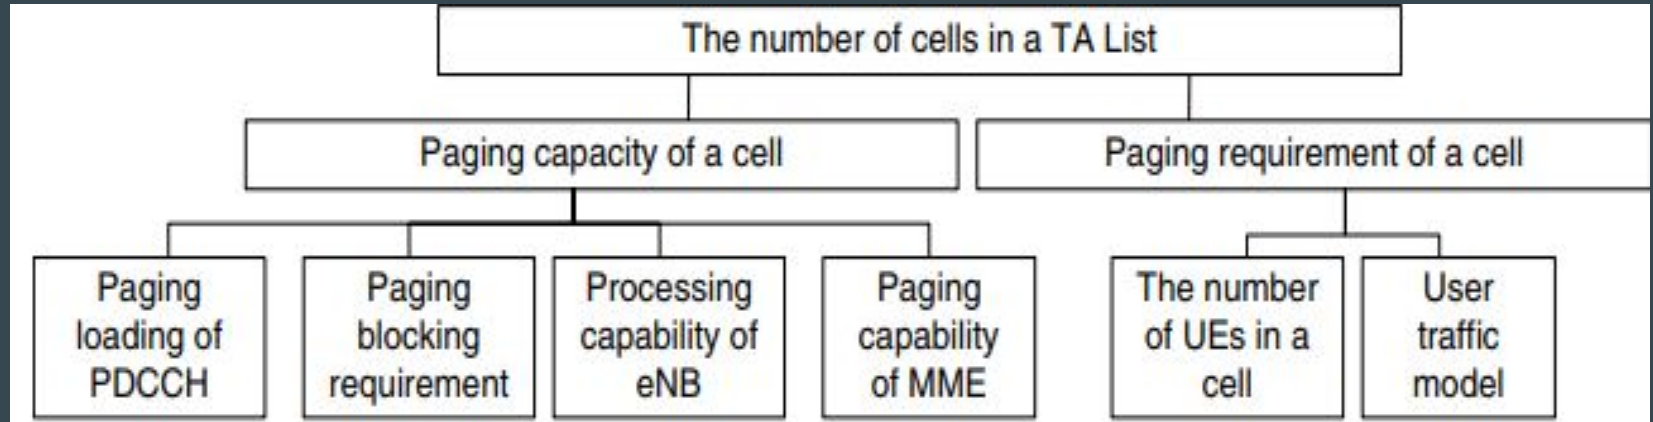 The number of cells in a TA List
Paging capacity of a cell
Paging requirement of a cell
Paging
loading of
PDCCH
Paging
blocking
requirement
Processing
capability of
eNB
Paging
capability
of MME
The number
of UEs in a
cell
User
traffic
model